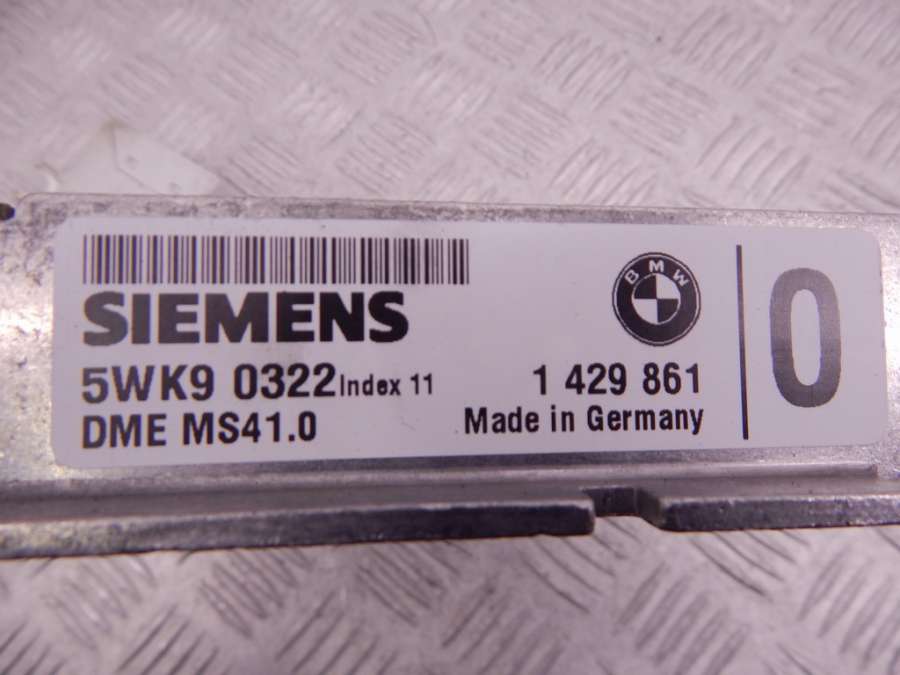 SIEMENS
BMW
5WK9 0322 Index 11
1 429 861
DME MS41.0
Made in Germany
0